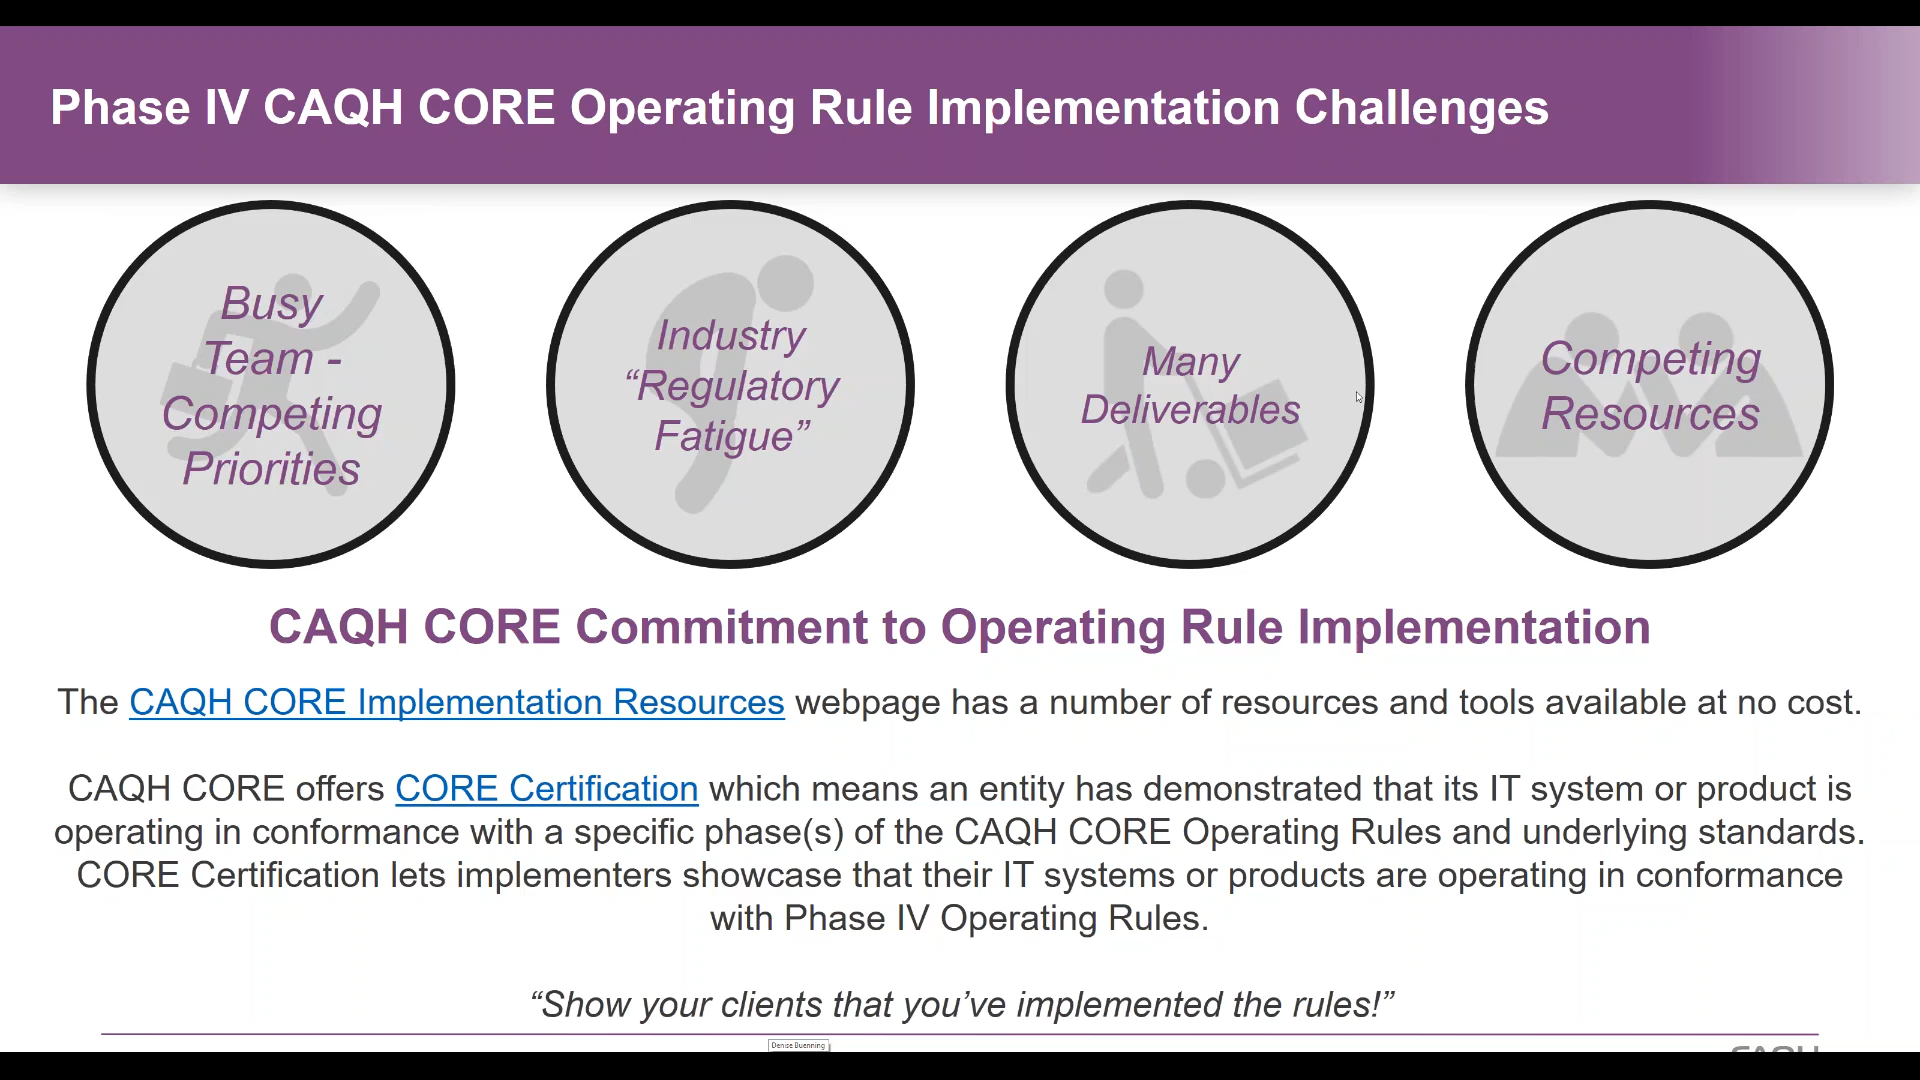 Phase IV CAQH CORE Operating Rule Implementation Challenges
Busy
Team -
Competing
Priorities
Industry
“Regulatory
Fatigue”
Many
Deliverables
Competing
Resources
CAQH CORE Commitment to Operating Rule Implementation
The CAQH CORE Implementation Resources webpage has a number of resources and tools available at no cost.
CAQH CORE offers CORE Certification which means an entity has demonstrated that its IT system or product is
operating in conformance with a specific phase(s) of the CAQH CORE Operating Rules and underlying standards.
CORE Certification lets implementers showcase that their IT systems or products are operating in conformance
with Phase IV Operating Rules.
“Show your clients that you’ve implemented the rules!”
Denise Buenning